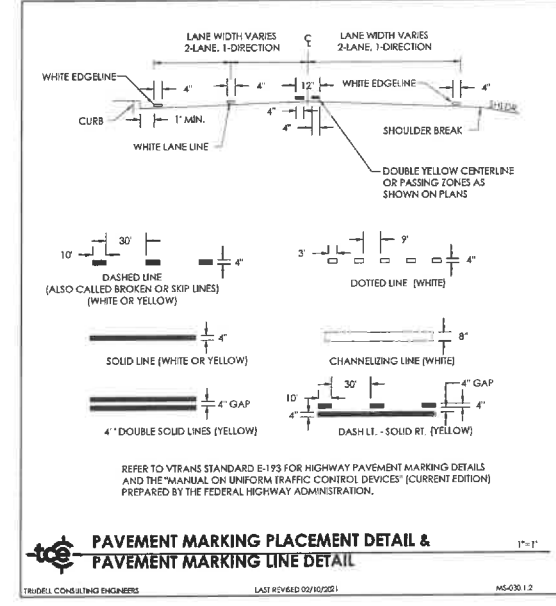 LANE WIDTH VARIES
2-LANE, 1-DIRECTION
℄
LANE WIDTH VARIES
2-LANE, 1-DIRECTION
WHITE EDGELINE
4"
4"
12"
WHITE EDGELINE
4"
CURB
1' MIN.
4"
4"
SHLDR
SHOULDER BREAK
WHITE LANE LINE
DOUBLE YELLOW CENTERLINE
OR PASSING ZONES AS
SHOWN ON PLANS
10'
30'
4"
DASHED LINE
(ALSO CALLED BROKEN OR SKIP LINES)
(WHITE OR YELLOW)
3'
9'
4"
DOTTED LINE (WHITE)
4"
SOLID LINE (WHITE OR YELLOW)
8"
CHANNELIZING LINE (WHITE)
4" GAP
4" DOUBLE SOLID LINES (YELLOW)
10'
30'
4" GAP
4"
4"
DASH LT. - SOLID RT. (YELLOW)
REFER TO VTRANS STANDARD E-193 FOR HIGHWAY PAVEMENT MARKING DETAILS
AND THE "MANUAL ON UNIFORM TRAFFIC CONTROL DEVICES" (CURRENT EDITION)
PREPARED BY THE FEDERAL HIGHWAY ADMINISTRATION.
tce
PAVEMENT MARKING PLACEMENT DETAIL &
PAVEMENT MARKING LINE DETAIL
1"=1'
TRUDELL CONSULTING ENGINEERS
LAST REVISED 02/10/2021
MS-030.1.2